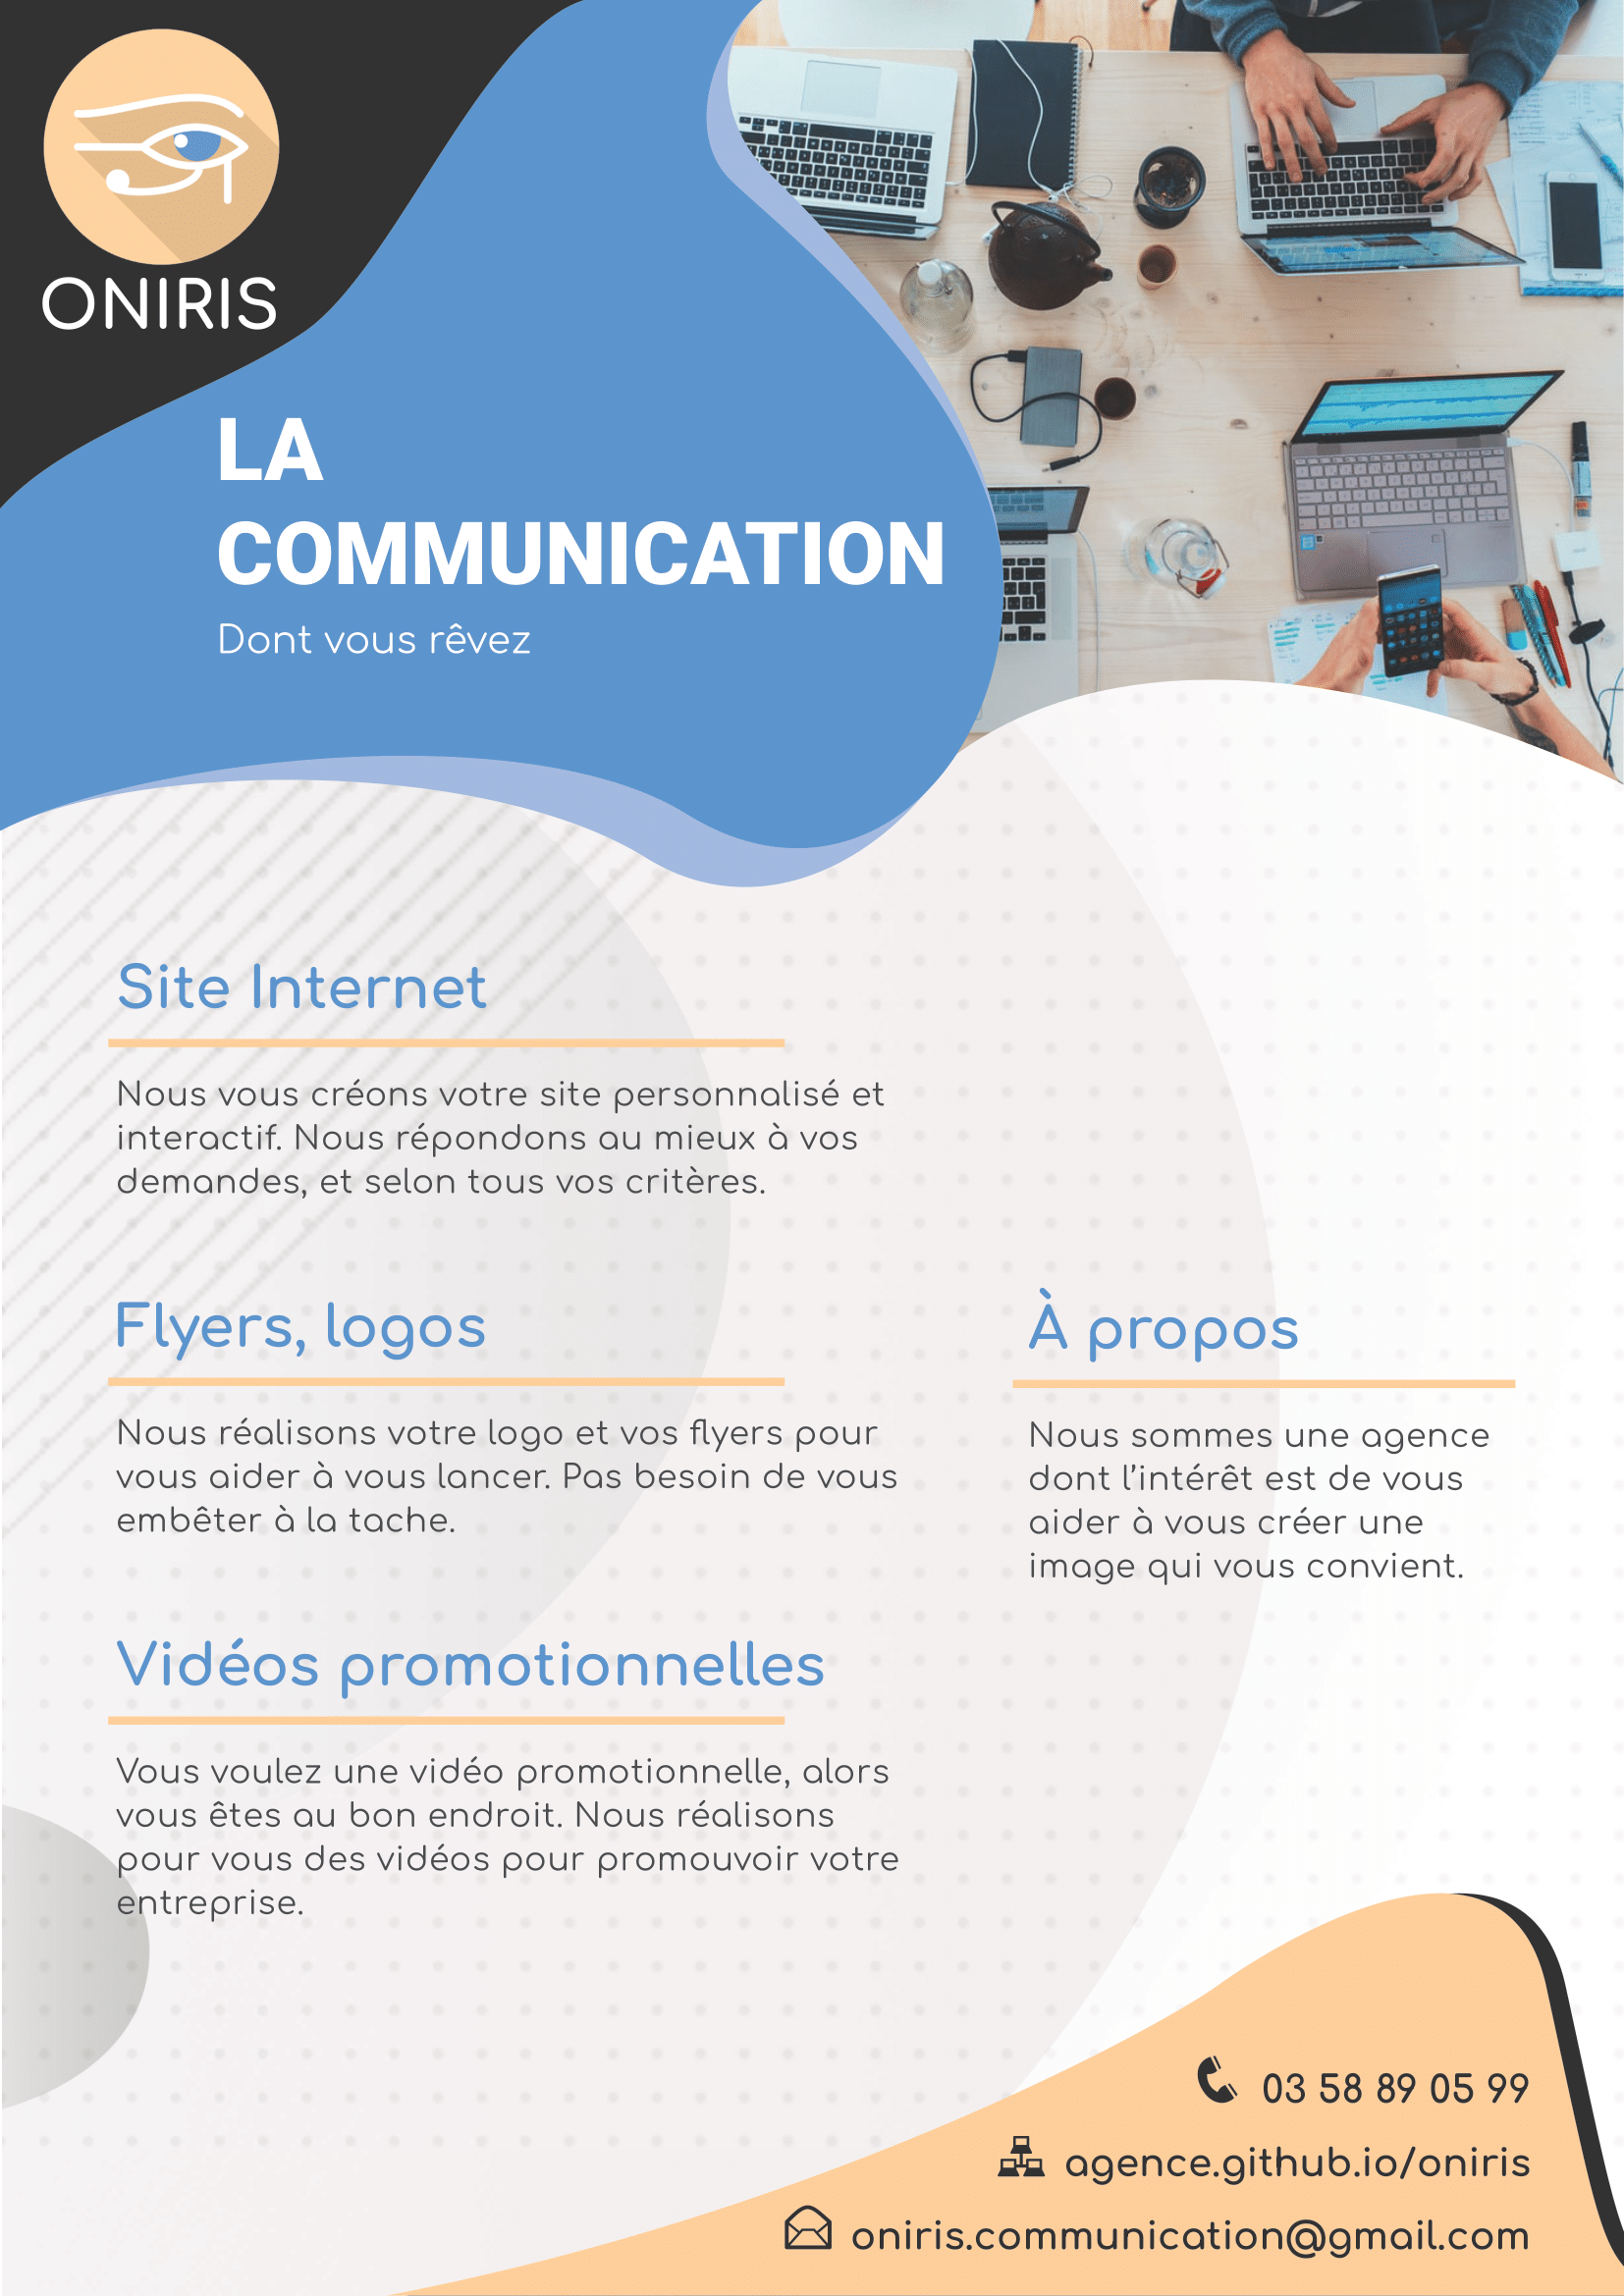 ONIRIS
LA
COMMUNICATION
Dont vous rêvez
Site Internet
Nous vous créons votre site personnalisé et
interactif. Nous répondons au mieux à vos
demandes, et selon tous vos critères.
Flyers, logos
Nous réalisons votre logo et vos flyers pour
vous aider à vous lancer. Pas besoin de vous
embêter à la tache.
Vidéos promotionnelles
Vous voulez une vidéo promotionnelle, alors
vous êtes au bon endroit. Nous réalisons
pour vous des vidéos pour promouvoir votre
entreprise.
À propos
Nous sommes une agence
dont l'intérêt est de vous
aider à vous créer une
image qui vous convient.
03 58 89 05 99
agence.github.io/oniris
oniris.communication@gmail.com